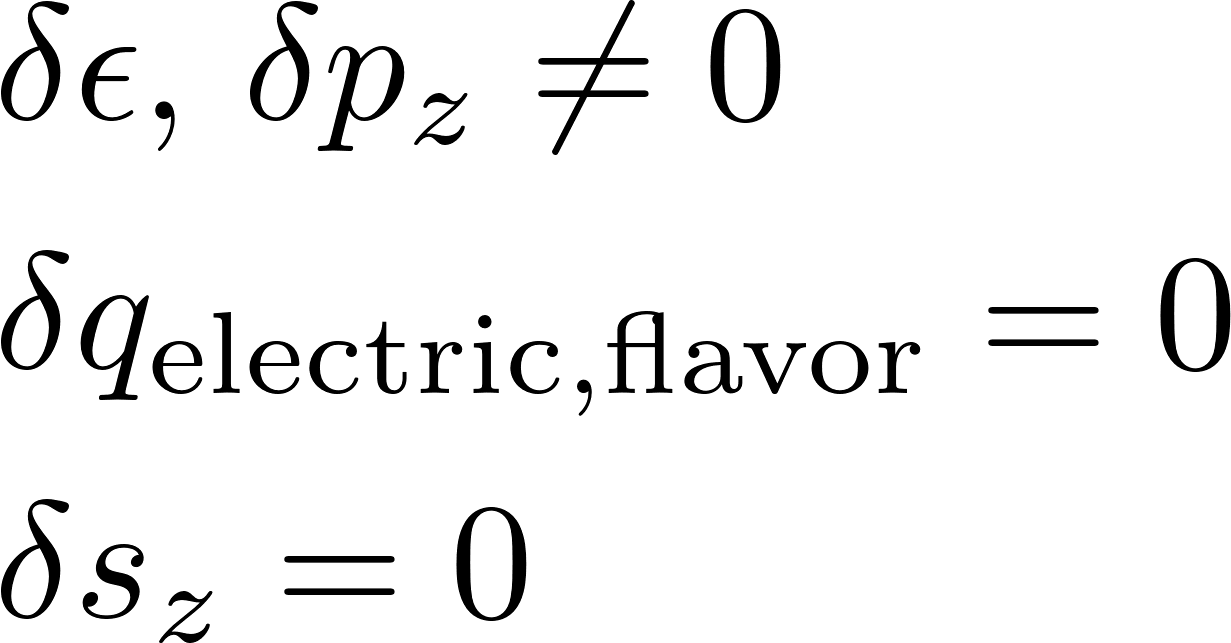 δϵ, δp_z ≠ 0
δq_electric,flavor = 0
δs_z = 0